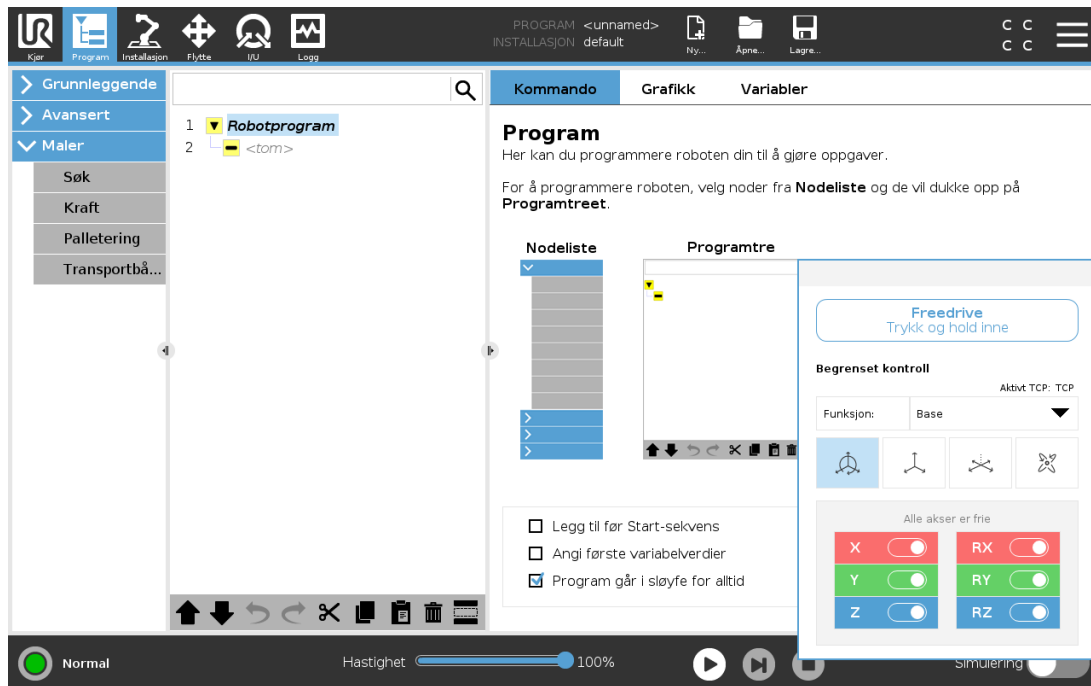 UR
Kjør
Program
Installasjon
Flytte
I/U
Logg
PROGRAM <unnamed>
INSTALLASJON default
Ny...
Åpne...
Lagre...
C C
C C
Grunnleggende
Avansert
Maler
Søk
Kraft
Palletering
Transportbå...
1 Robotprogram
2 <tom>
Kommando Grafikk Variabler
Program
Her kan du programmere roboten din til å gjøre oppgaver.
For å programmere roboten, velg noder fra Nodeliste og de vil dukke opp på
Programtreet.
Nodeliste Programtre
Legg til før Start-sekvens
Angi første variabelverdier
Program går i sløyfe for alltid
Freedrive
Trykk og hold inne
Begrenset kontroll
Aktivt TCP: TCP
Funksjon: Base
Alle akser er frie
X RX
Y RY
Z RZ
Normal
Hastighet 100%
Simulering